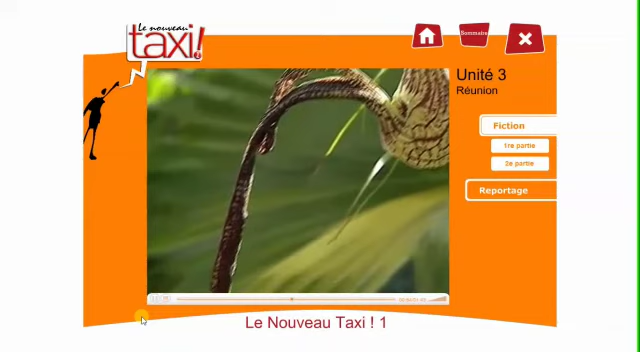 Le nouveau
taxi!
Sommaire
Unité 3
Réunion
Fiction
1re partie
2e partie
Reportage
Le Nouveau Taxi ! 1